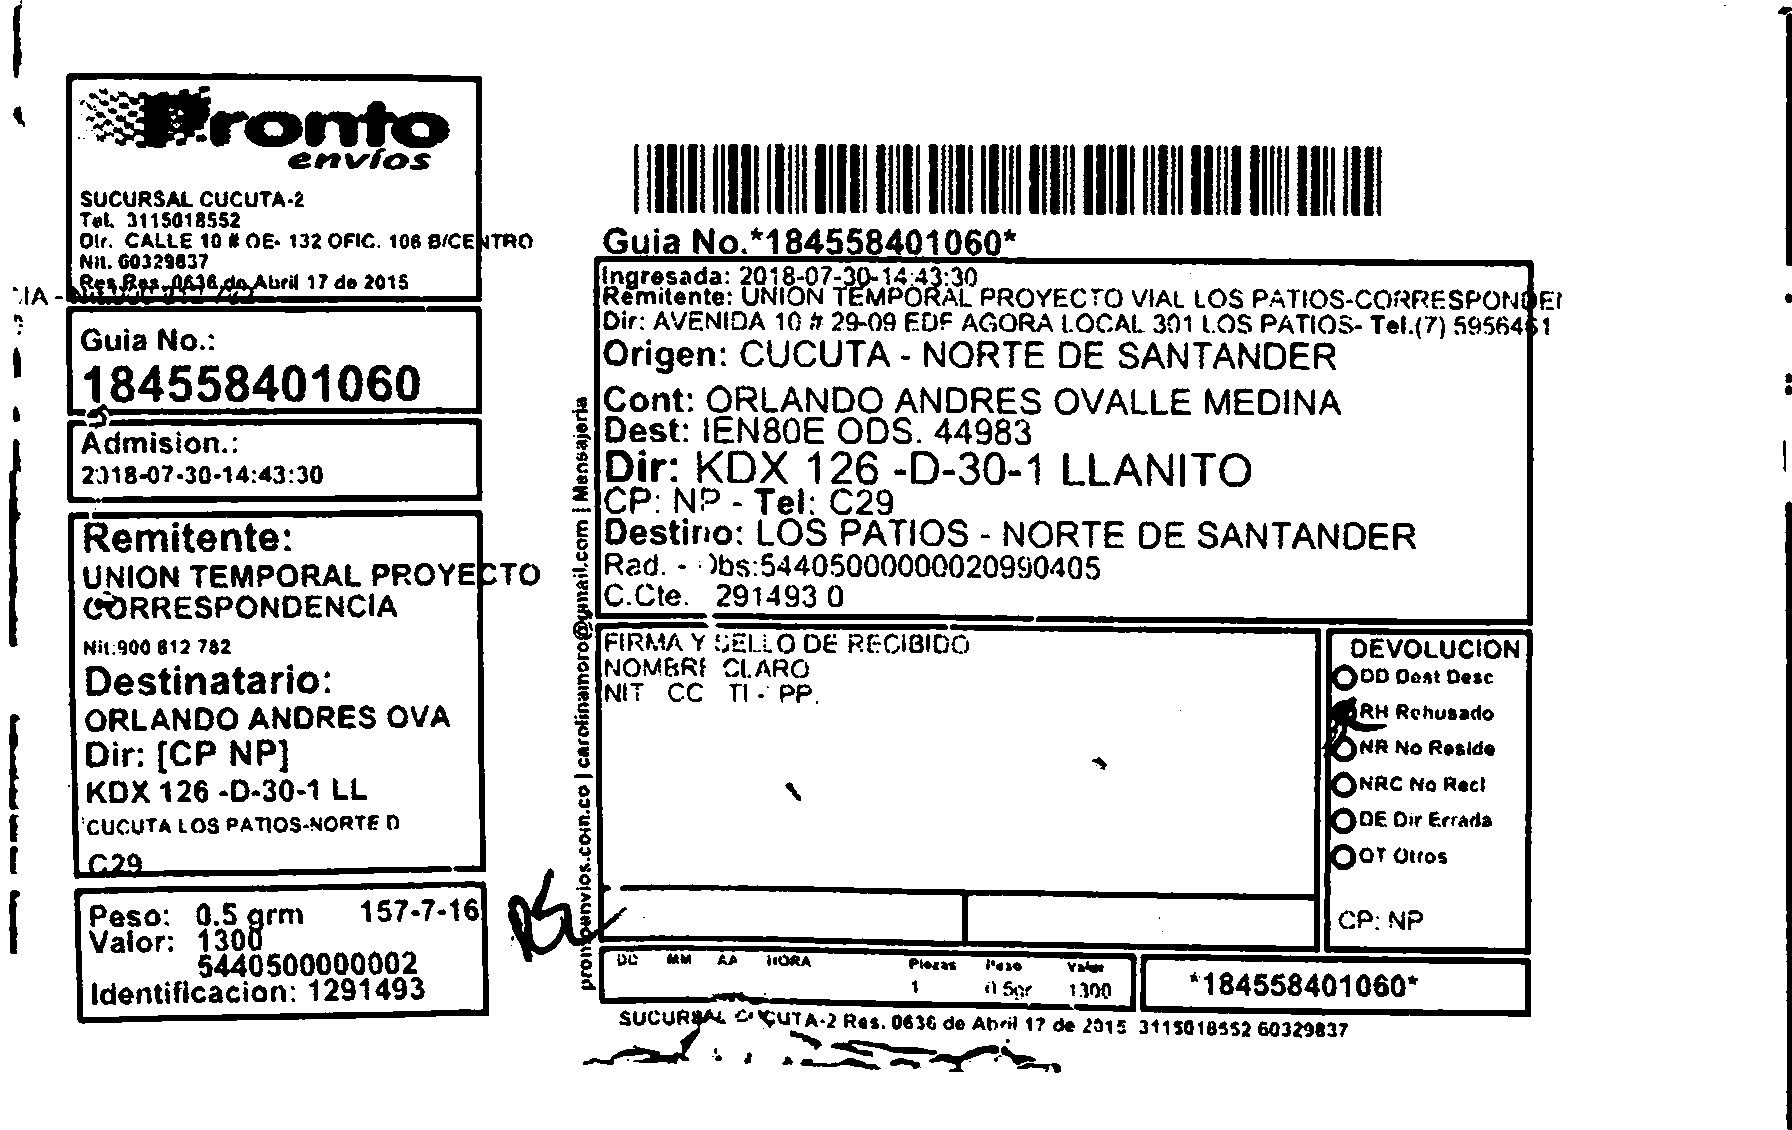 Pronto
envíos
SUCURSAL CUCUTA-2
Tel. 3115018552
Dir. CALLE 10 # OE- 132 OFIC. 106 B/CENTRO
Nit. 60329837
Res.Res. 0636 de Abril 17 de 2015
Guia No.:
184558401060
Admision.:
2018-07-30-14:43:30
Remitente:
UNION TEMPORAL PROYECTO
CORRESPONDENCIA
Nit:900 812 782
Destinatario:
ORLANDO ANDRES OVA
Dir: [CP NP]
KDX 126 -D-30-1 LL
CUCUTA LOS PATIOS-NORTE D
C29
Peso: 0.5 grm 157-7-16
Valor: 1300
5440500000002
Identificacion: 1291493
Guia No.*184558401060*
Ingresada: 2018-07-30-14:43:30
Remitente: UNION TEMPORAL PROYECTO VIAL LOS PATIOS-CORRESPONDEI
Dir: AVENIDA 10 # 29-09 EDF AGORA LOCAL 301 LOS PATIOS- Tel.(7) 5956461
Origen: CUCUTA - NORTE DE SANTANDER
Cont: ORLANDO ANDRES OVALLE MEDINA
Dest: IEN80E ODS. 44983
Dir: KDX 126 -D-30-1 LLANITO
CP: NP - Tel: C29
Destino: LOS PATIOS - NORTE DE SANTANDER
Rad. - Obs:54405000000020990405
C.Cte. 291493 0
prontoenvios.com.co | carolinamoro@gmail.com | Mensajeria
FIRMA Y SELLO DE RECIBIDO
NOMBRE CLARO
NIT CC TI - PP.
DEVOLUCION
DD Dest Desc
RH Rehusado
NR No Reside
NRC No Recl
DE Dir Errada
OT Otros
CP: NP
DD MM AA HORA Piezas Peso Valor
1 0.5gr 1300
*184558401060*
SUCURSAL CUCUTA-2 Res. 0636 de Abril 17 de 2015 3115018552 60329837